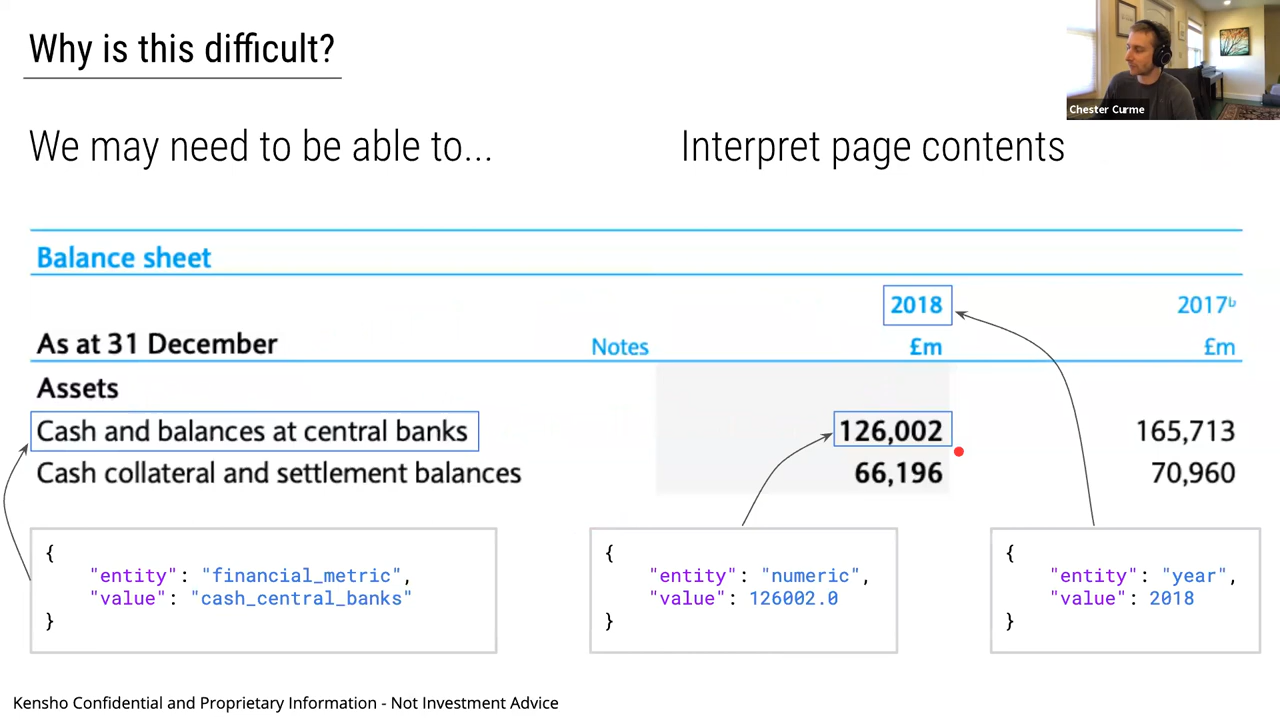 Why is this difficult?
Chester Curme
We may need to be able to...
Interpret page contents
Balance sheet
2018 2017ᵇ
As at 31 December Notes £m £m
Assets
Cash and balances at central banks 126,002 165,713
Cash collateral and settlement balances 66,196 70,960
{
"entity": "financial_metric",
"value": "cash_central_banks"
}
{
"entity": "numeric",
"value": 126002.0
}
{
"entity": "year",
"value": 2018
}
Kensho Confidential and Proprietary Information - Not Investment Advice